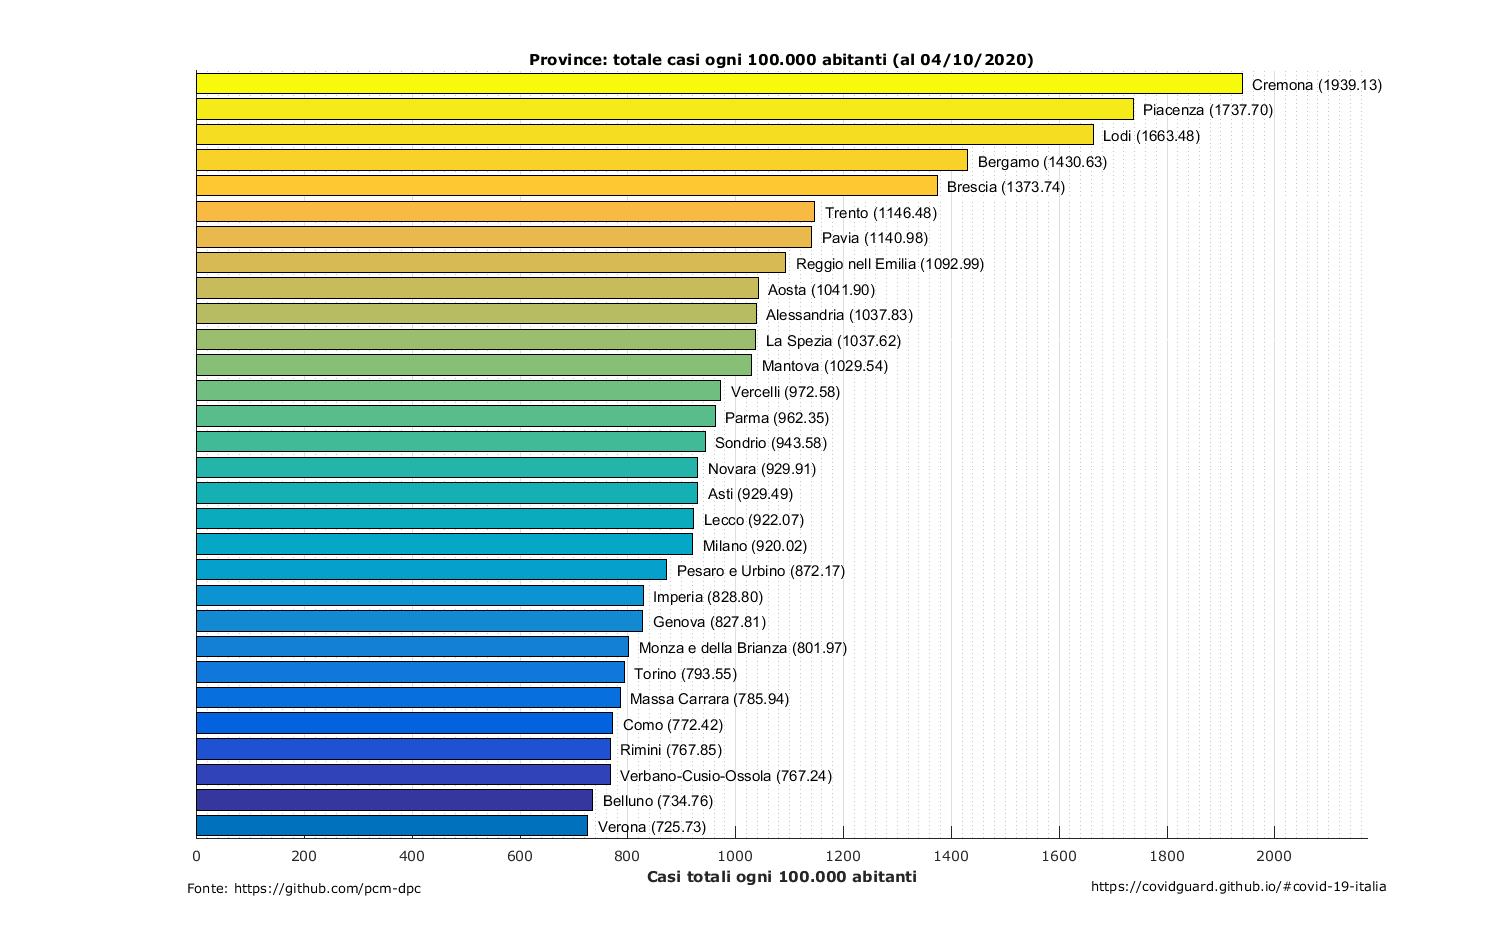 Province: totale casi ogni 100.000 abitanti (al 04/10/2020)
Cremona (1939.13)
Piacenza (1737.70)
Lodi (1663.48)
Bergamo (1430.63)
Brescia (1373.74)
Trento (1146.48)
Pavia (1140.98)
Reggio nell Emilia (1092.99)
Aosta (1041.90)
Alessandria (1037.83)
La Spezia (1037.62)
Mantova (1029.54)
Vercelli (972.58)
Parma (962.35)
Sondrio (943.58)
Novara (929.91)
Asti (929.49)
Lecco (922.07)
Milano (920.02)
Pesaro e Urbino (872.17)
Imperia (828.80)
Genova (827.81)
Monza e della Brianza (801.97)
Torino (793.55)
Massa Carrara (785.94)
Como (772.42)
Rimini (767.85)
Verbano-Cusio-Ossola (767.24)
Belluno (734.76)
Verona (725.73)
0 200 400 600 800 1000 1200 1400 1600 1800 2000
Casi totali ogni 100.000 abitanti
Fonte: https://github.com/pcm-dpc
https://covidguard.github.io/#covid-19-italia